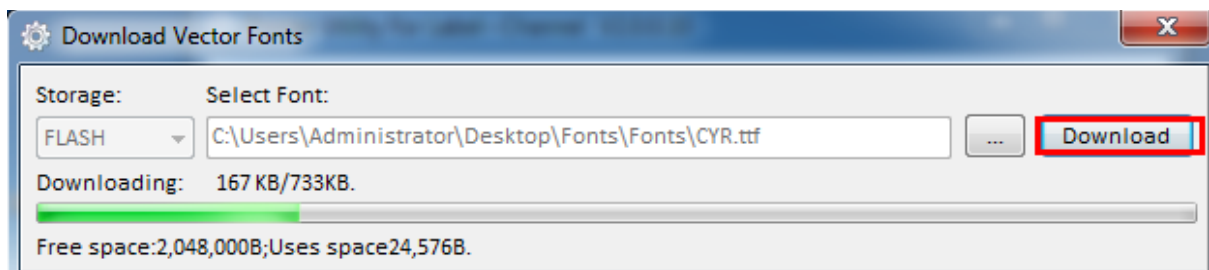 Download Vector Fonts
Storage: Select Font:
FLASH C:\Users\Administrator\Desktop\Fonts\Fonts\CYR.ttf ... Download
Downloading: 167 KB/733KB.
Free space:2,048,000B;Uses space24,576B.